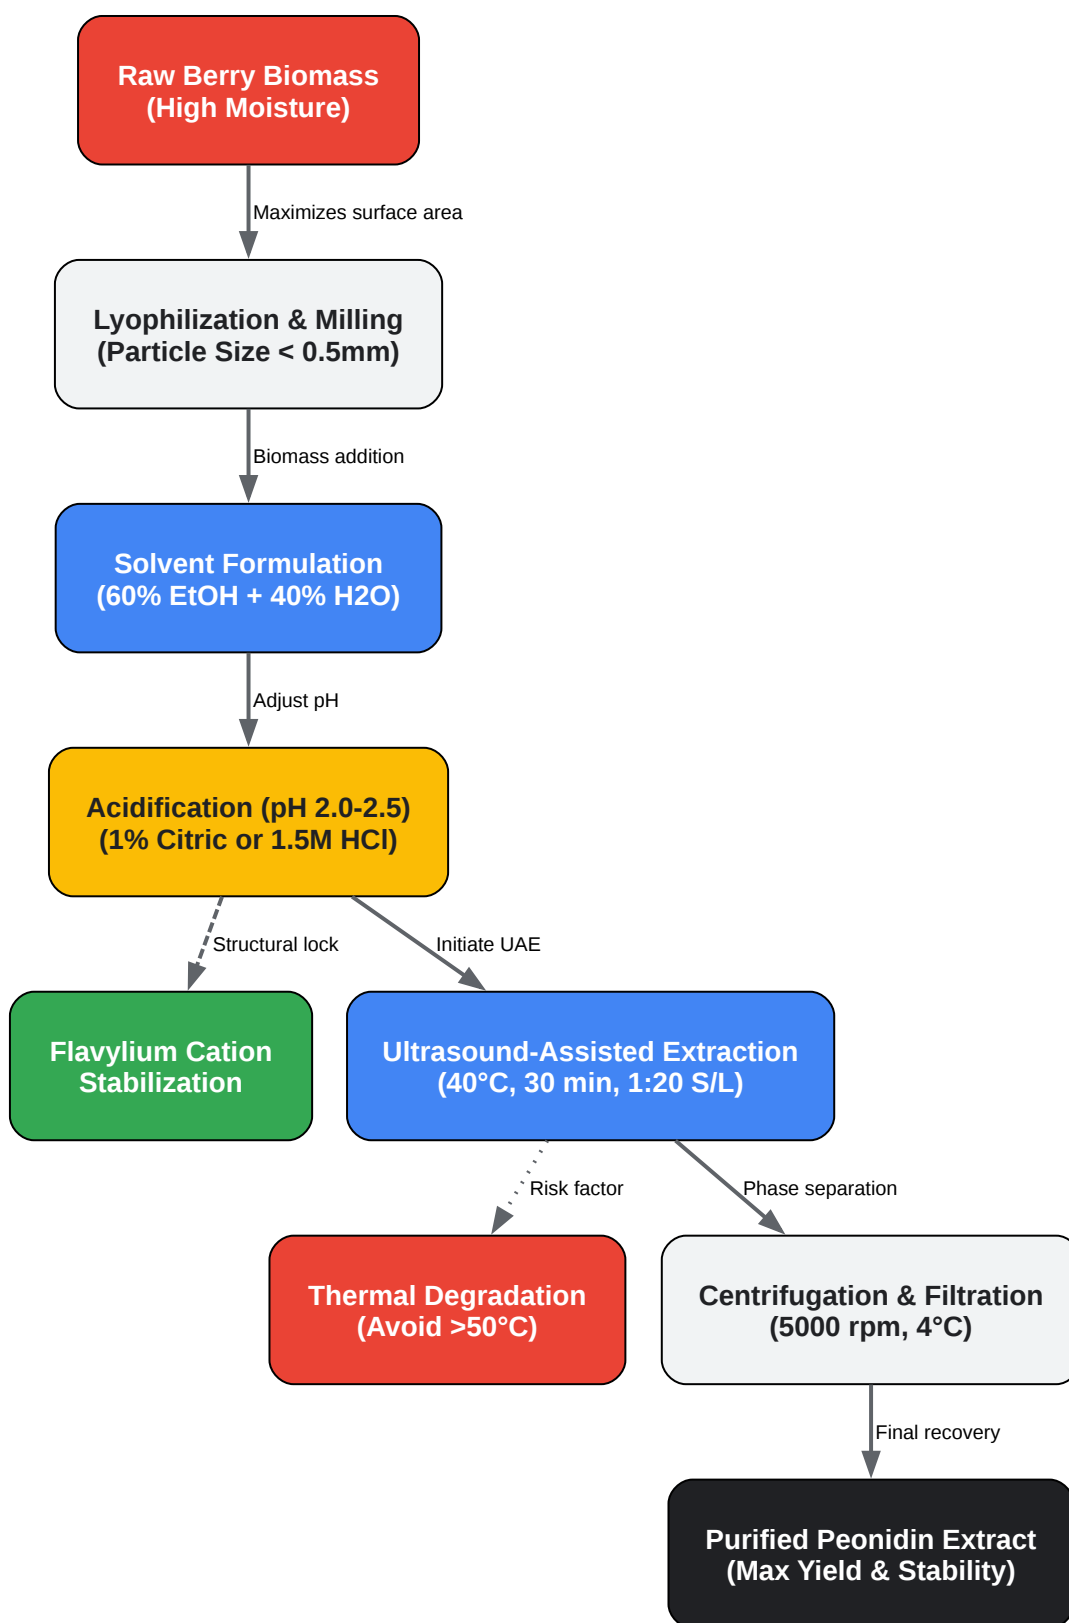 Raw Berry Biomass
(High Moisture)
Maximizes surface area
Lyophilization & Milling
(Particle Size < 0.5mm)
Biomass addition
Solvent Formulation
(60% EtOH + 40% H2O)
Adjust pH
Acidification (pH 2.0-2.5)
(1% Citric or 1.5M HCl)
Structural lock
Initiate UAE
Flavylium Cation
Stabilization
Ultrasound-Assisted Extraction
(40°C, 30 min, 1:20 S/L)
Risk factor
Phase separation
Thermal Degradation
(Avoid >50°C)
Centrifugation & Filtration
(5000 rpm, 4°C)
Final recovery
Purified Peonidin Extract
(Max Yield & Stability)